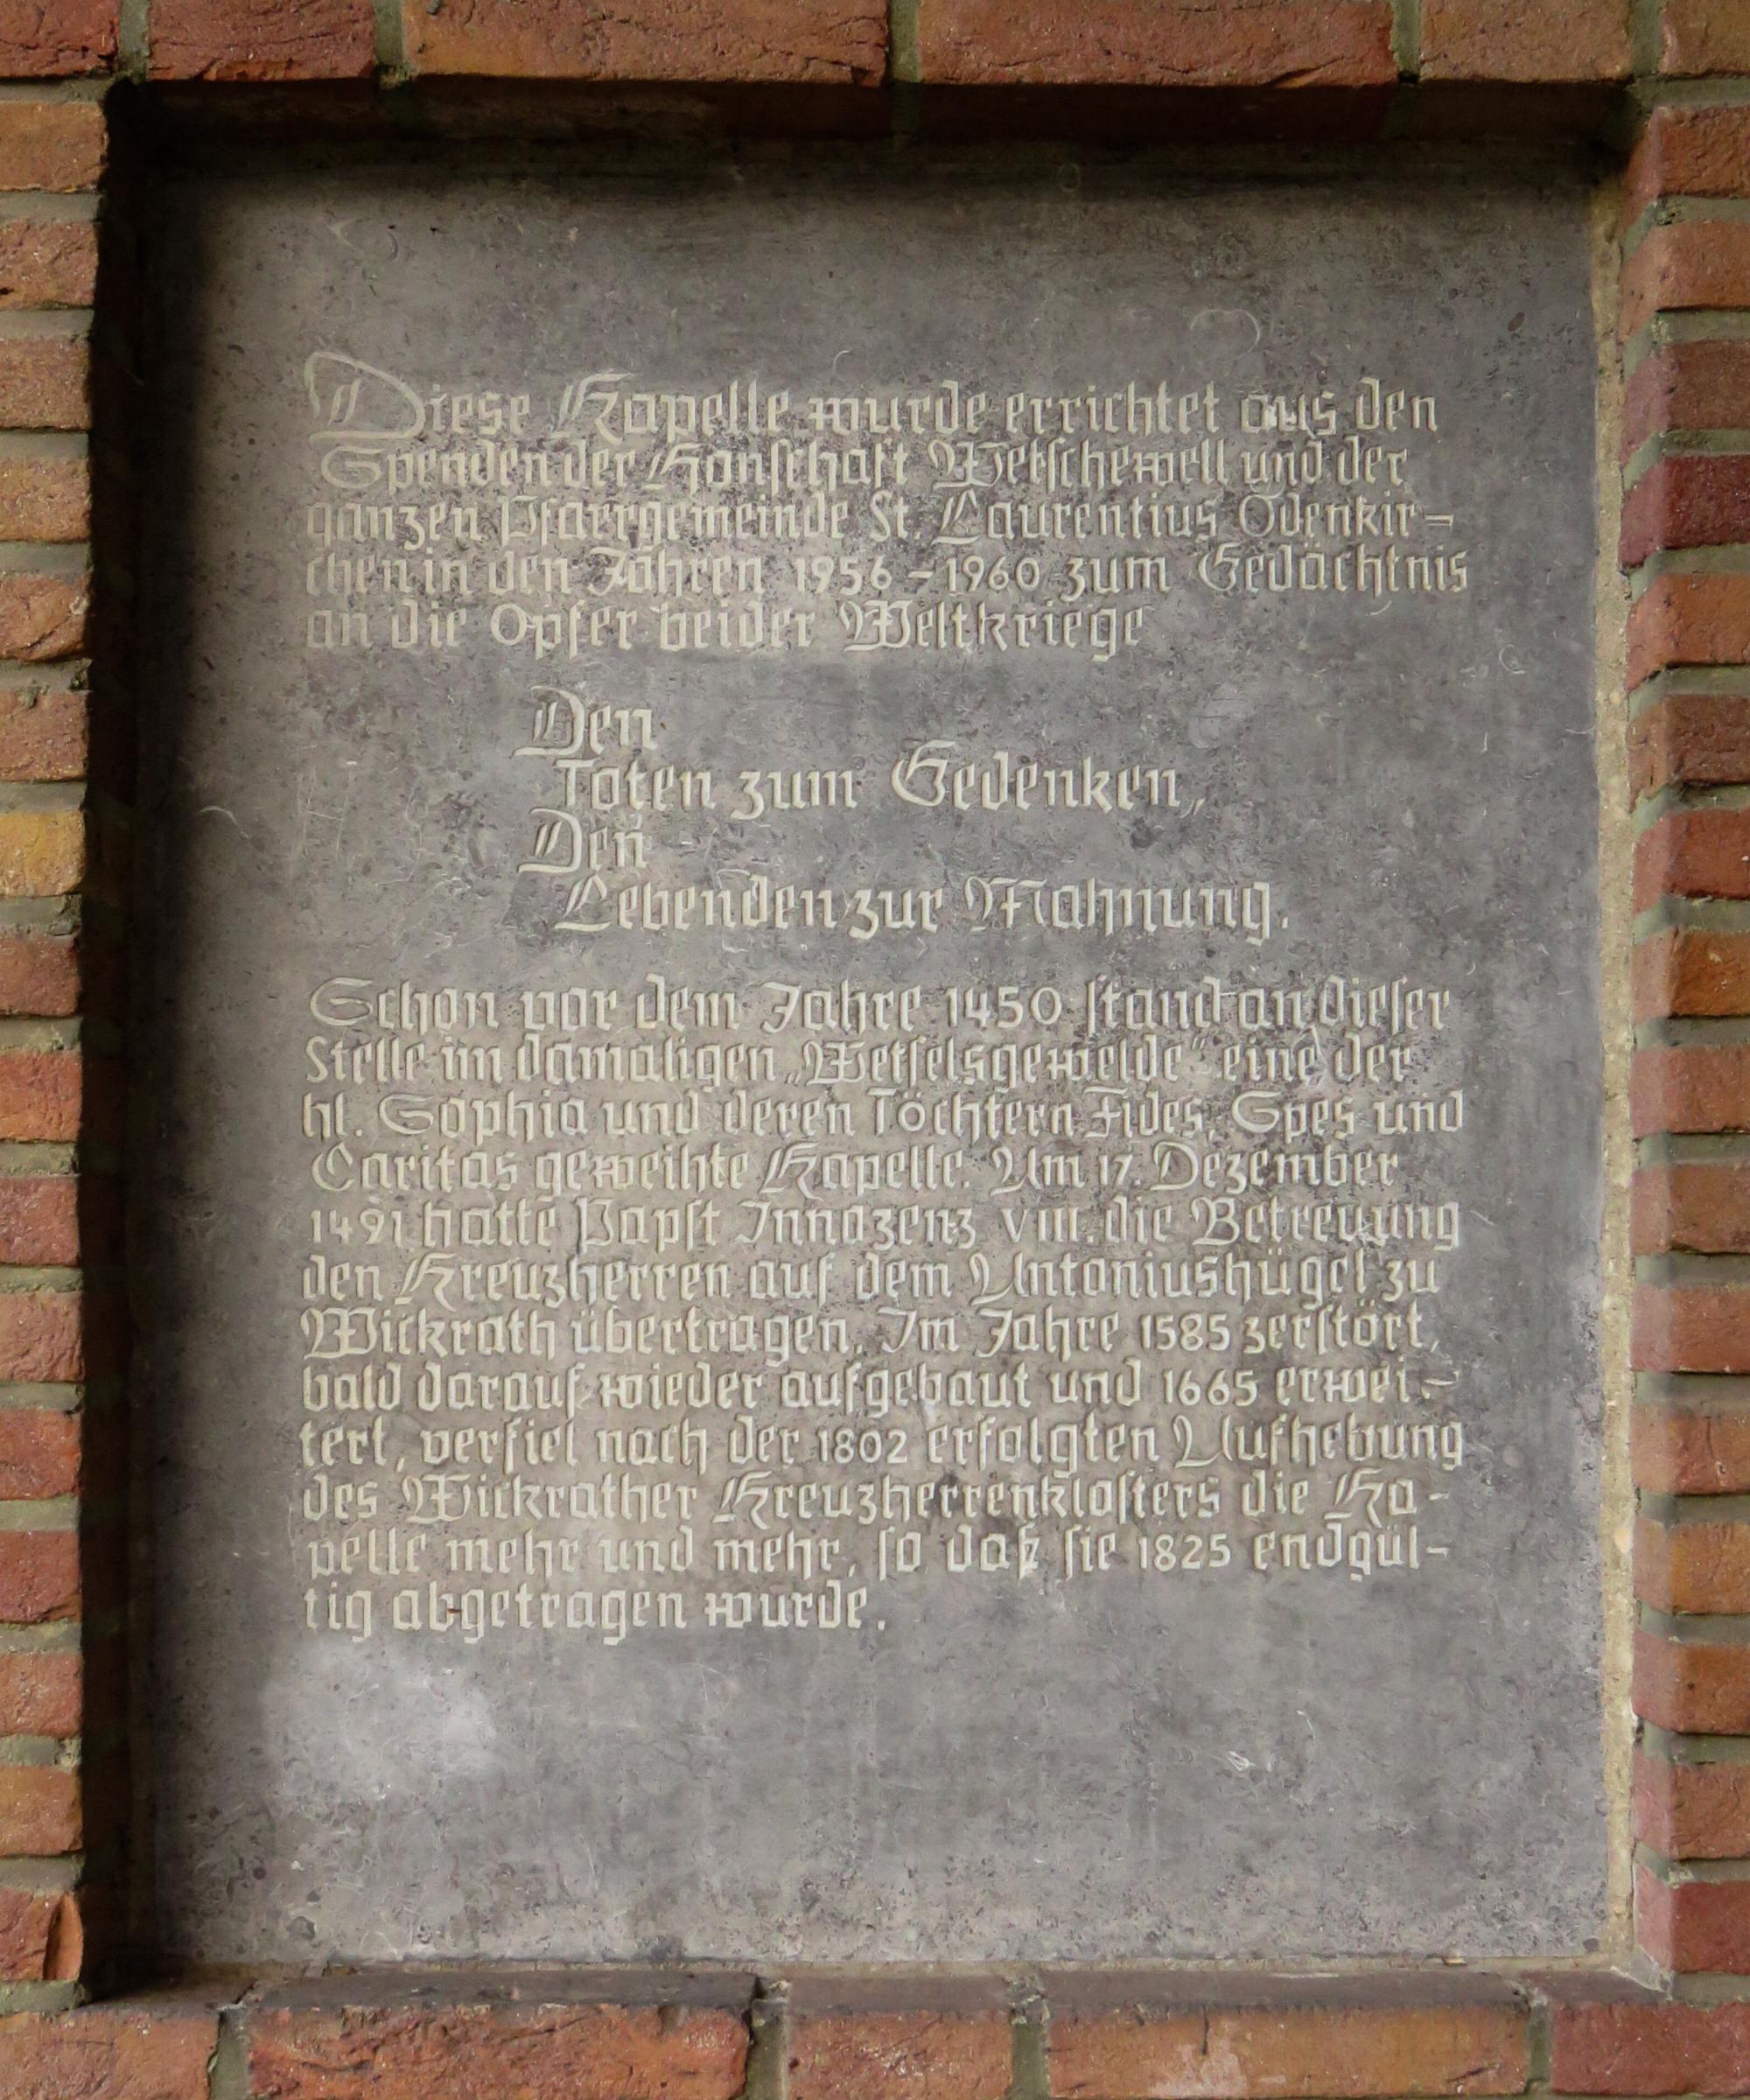 Diese Kapelle wurde errichtet aus den
Spenden der Honschaft Wetschewell und der
ganzen Pfarrgemeinde St. Laurentius Odenkir-
chen in den Jahren 1956 - 1960 zum Gedächtnis
an die Opfer beider Weltkriege
Den
Toten zum Gedenken,
Den
Lebenden zur Mahnung.
Schon vor dem Jahre 1450 stand an dieser
Stelle im damaligen „Wetselsgewelde“ eine der
hl. Sophia und deren Töchtern Fides, Spes und
Caritas geweihte Kapelle. Am 17. Dezember
1491 hatte Papst Innozenz VIII. die Betreuung
den Kreuzherren auf dem Antoniushügel zu
Wickrath übertragen. Im Jahre 1585 zerstört,
bald darauf wieder aufgebaut und 1665 erwei-
tert, verfiel nach der 1802 erfolgten Aufhebung
des Wickrather Kreuzherrenklosters die Ka-
pelle mehr und mehr, so daß sie 1825 endgül-
tig abgetragen wurde.